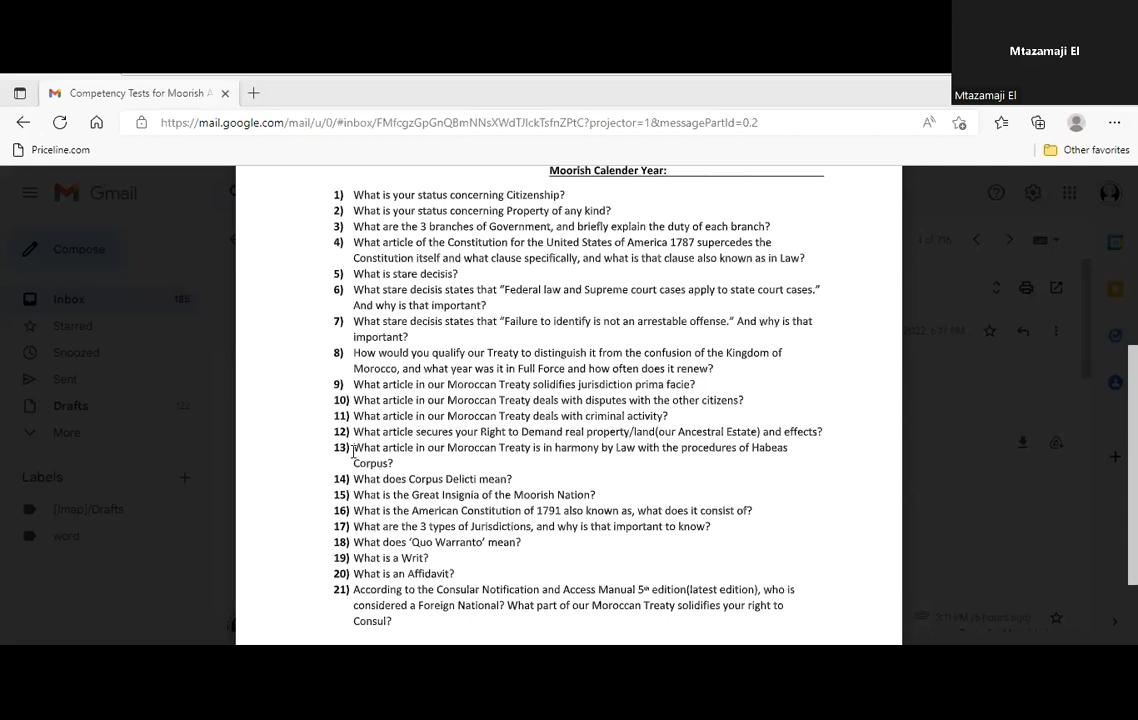 Mtazamaji El
Mtazamaji El
Competency Tests for Moorish A
https://mail.google.com/mail/u/0/#inbox/FMfcgzGpGnQBmNNsXWdTJlckTsfnZPtC?projector=1&messagePartId=0.2
Priceline.com
Other favorites
Gmail
Compose
Inbox 185
Starred
Snoozed
Sent
Drafts 122
More
Labels
[Imap]/Drafts
word
of 716
Moorish Calender Year:
1) What is your status concerning Citizenship?
2) What is your status concerning Property of any kind?
3) What are the 3 branches of Government, and briefly explain the duty of each branch?
4) What article of the Constitution for the United States of America 1787 supercedes the
Constitution itself and what clause specifically, and what is that clause also known as in Law?
5) What is stare decisis?
6) What stare decisis states that “Federal law and Supreme court cases apply to state court cases.”
And why is that important?
7) What stare decisis states that “Failure to identify is not an arrestable offense.” And why is that
important?
8) How would you qualify our Treaty to distinguish it from the confusion of the Kingdom of
Morocco, and what year was it in Full Force and how often does it renew?
9) What article in our Moroccan Treaty solidifies jurisdiction prima facie?
10) What article in our Moroccan Treaty deals with disputes with the other citizens?
11) What article in our Moroccan Treaty deals with criminal activity?
12) What article secures your Right to Demand real property/land(our Ancestral Estate) and effects?
13) What article in our Moroccan Treaty is in harmony by Law with the procedures of Habeas
Corpus?
14) What does Corpus Delicti mean?
15) What is the Great Insignia of the Moorish Nation?
16) What is the American Constitution of 1791 also known as, what does it consist of?
17) What are the 3 types of Jurisdictions, and why is that important to know?
18) What does ‘Quo Warranto’ mean?
19) What is a Writ?
20) What is an Affidavit?
21) According to the Consular Notification and Access Manual 5th edition(latest edition), who is
considered a Foreign National? What part of our Moroccan Treaty solidifies your right to
Consul?